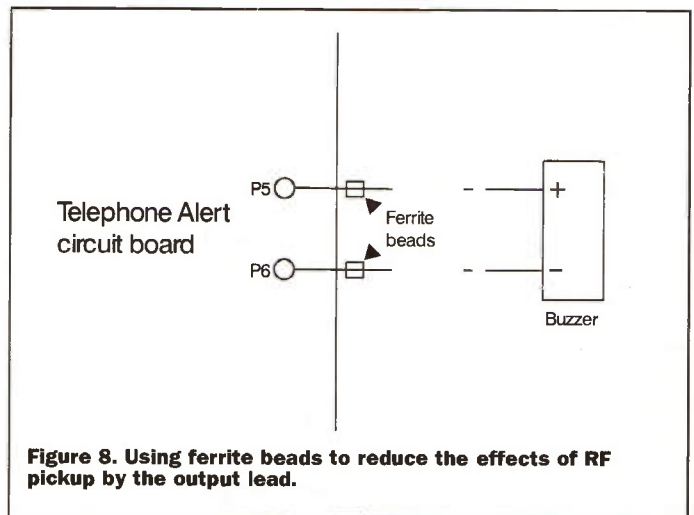 P5
+
Telephone Alert
circuit board
Ferrite
beads
P6
-
Buzzer
Figure 8. Using ferrite beads to reduce the effects of RF
pickup by the output lead.